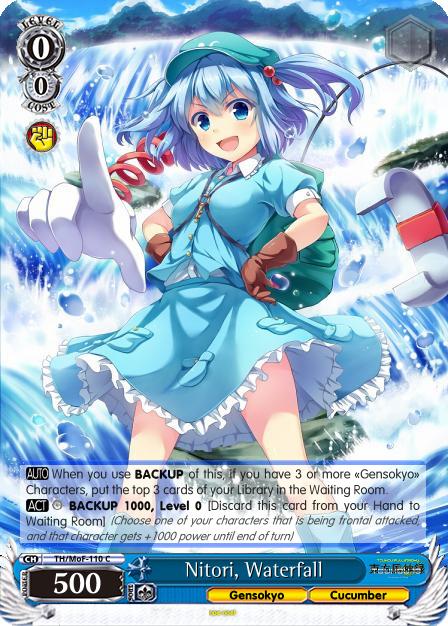 LEVEL
0
0
COST
AUTO When you use BACKUP of this, if you have 3 or more «Gensokyo»
Characters, put the top 3 cards of your Library in the Waiting Room.
ACT BACKUP 1000, Level 0 [Discard this card from your Hand to
Waiting Room] (Choose one of your characters that is being frontal attacked,
and that character gets +1000 power until end of turn)
CH
TH/MoF-110 C
POWER
500
SOUL
Nitori, Waterfall
Gensokyo
Cucumber